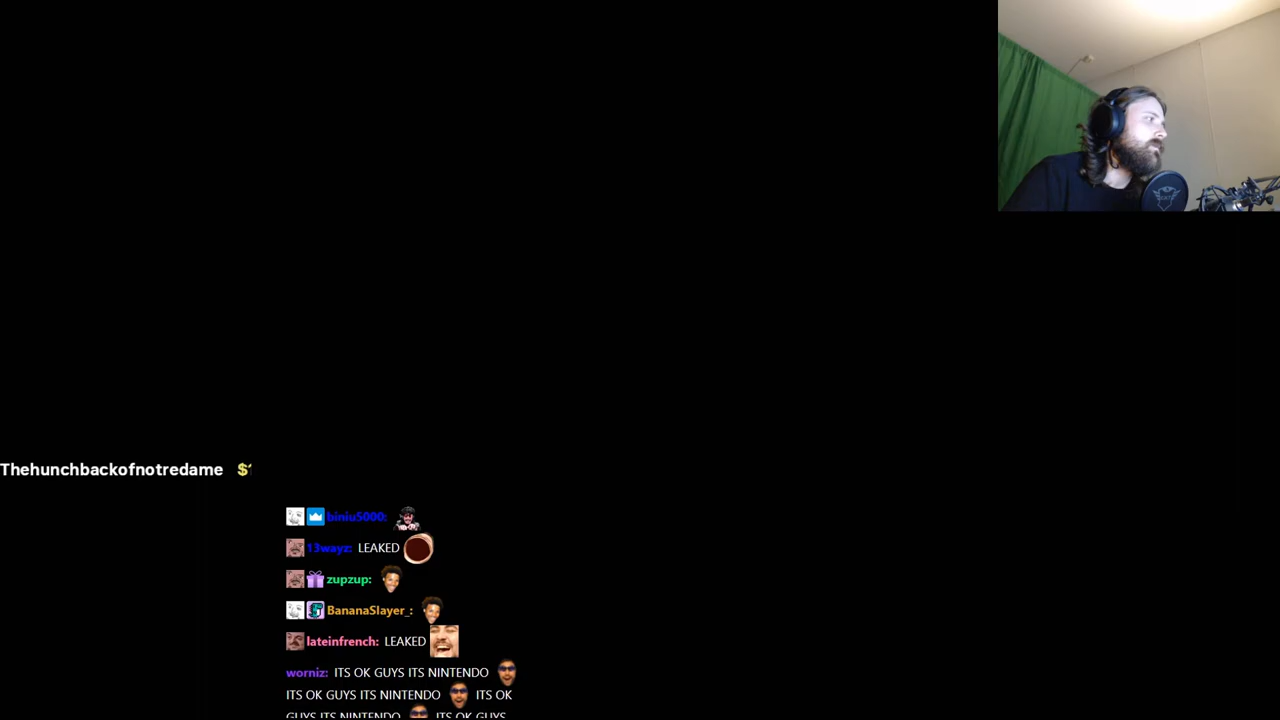 Thehunchbackofnotredame $
biniu5000:
13wayz: LEAKED
zupzup:
BananaSlayer_:
lateinfrench: LEAKED
worniz: ITS OK GUYS ITS NINTENDO
ITS OK GUYS ITS NINTENDO ITS OK
GUYS ITS NINTENDO ITS OK GUYS